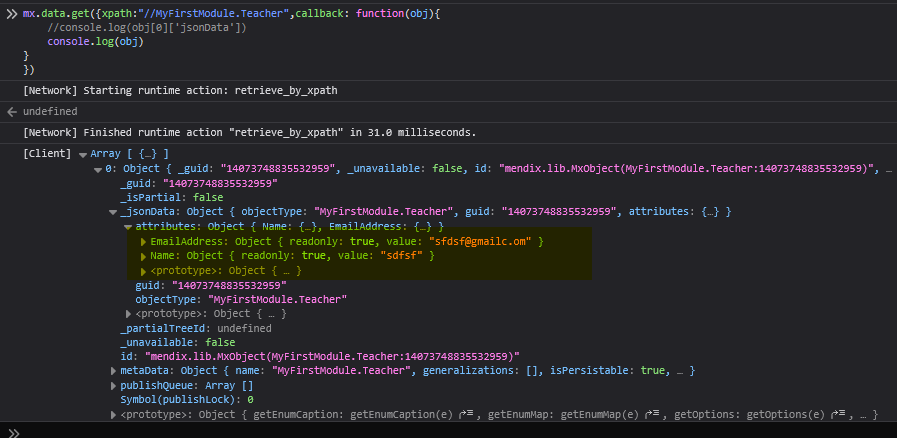 mx.data.get({xpath:"//MyFirstModule.Teacher",callback: function(obj){
//console.log(obj[0]['jsonData'])
console.log(obj)
}
})
[Network] Starting runtime action: retrieve_by_xpath
undefined
[Network] Finished runtime action "retrieve_by_xpath" in 31.0 milliseconds.
[Client] Array [ {…} ]
0: Object { _guid: "14073748835532959", _unavailable: false, id: "mendix.lib.MxObject(MyFirstModule.Teacher:14073748835532959)", …
_guid: "14073748835532959"
_isPartial: false
_jsonData: Object { objectType: "MyFirstModule.Teacher", guid: "14073748835532959", attributes: {…} }
attributes: Object { Name: {…}, EmailAddress: {…} }
EmailAddress: Object { readonly: true, value: "sfdsf@gmailc.om" }
Name: Object { readonly: true, value: "sdfsf" }
<prototype>: Object { … }
guid: "14073748835532959"
objectType: "MyFirstModule.Teacher"
<prototype>: Object { … }
_partialTreeId: undefined
_unavailable: false
id: "mendix.lib.MxObject(MyFirstModule.Teacher:14073748835532959)"
metaData: Object { name: "MyFirstModule.Teacher", generalizations: [], isPersistable: true, … }
publishQueue: Array []
Symbol(publishLock): 0
<prototype>: Object { getEnumCaption: getEnumCaption(e), getEnumMap: getEnumMap(e), getOptions: getOptions(e), … }